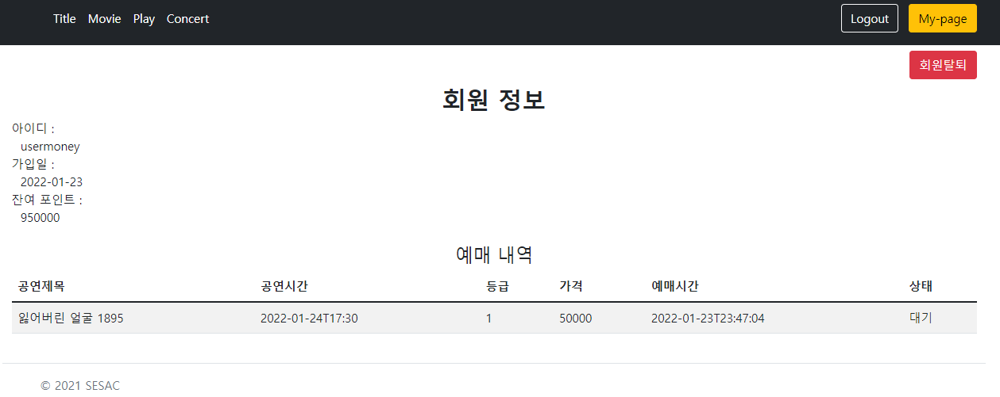 Title Movie Play Concert Logout My-page
회원탈퇴
회원 정보
아이디 :
usermoney
가입일 :
2022-01-23
잔여 포인트 :
950000
예매 내역
공연제목 공연시간 등급 가격 예매시간 상태
잃어버린 얼굴 1895 2022-01-24T17:30 1 50000 2022-01-23T23:47:04 대기
© 2021 SESAC